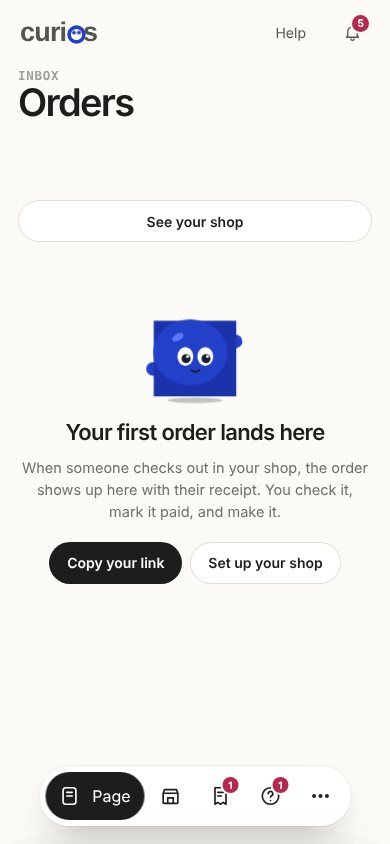 curios
Help
5
INBOX
Orders
See your shop
Your first order lands here
When someone checks out in your shop, the order
shows up here with their receipt. You check it,
mark it paid, and make it.
Copy your link
Set up your shop
Page
1
1